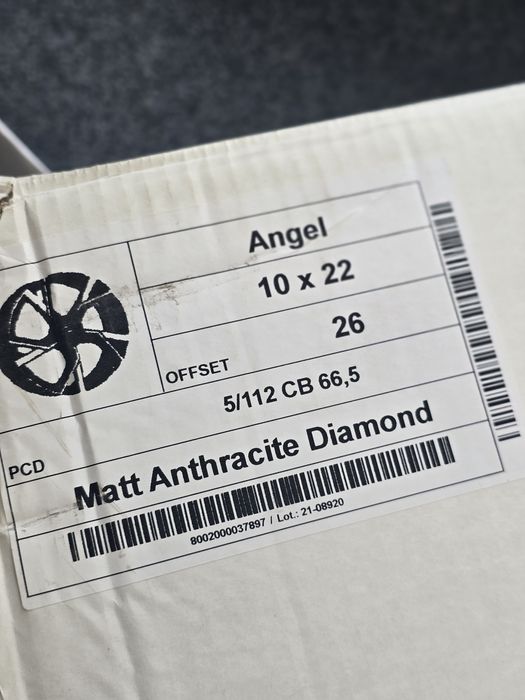 Angel
10 x 22
OFFSET 26
PCD 5/112 CB 66,5
Matt Anthracite Diamond
8002000037897 / Lot.: 21-08920